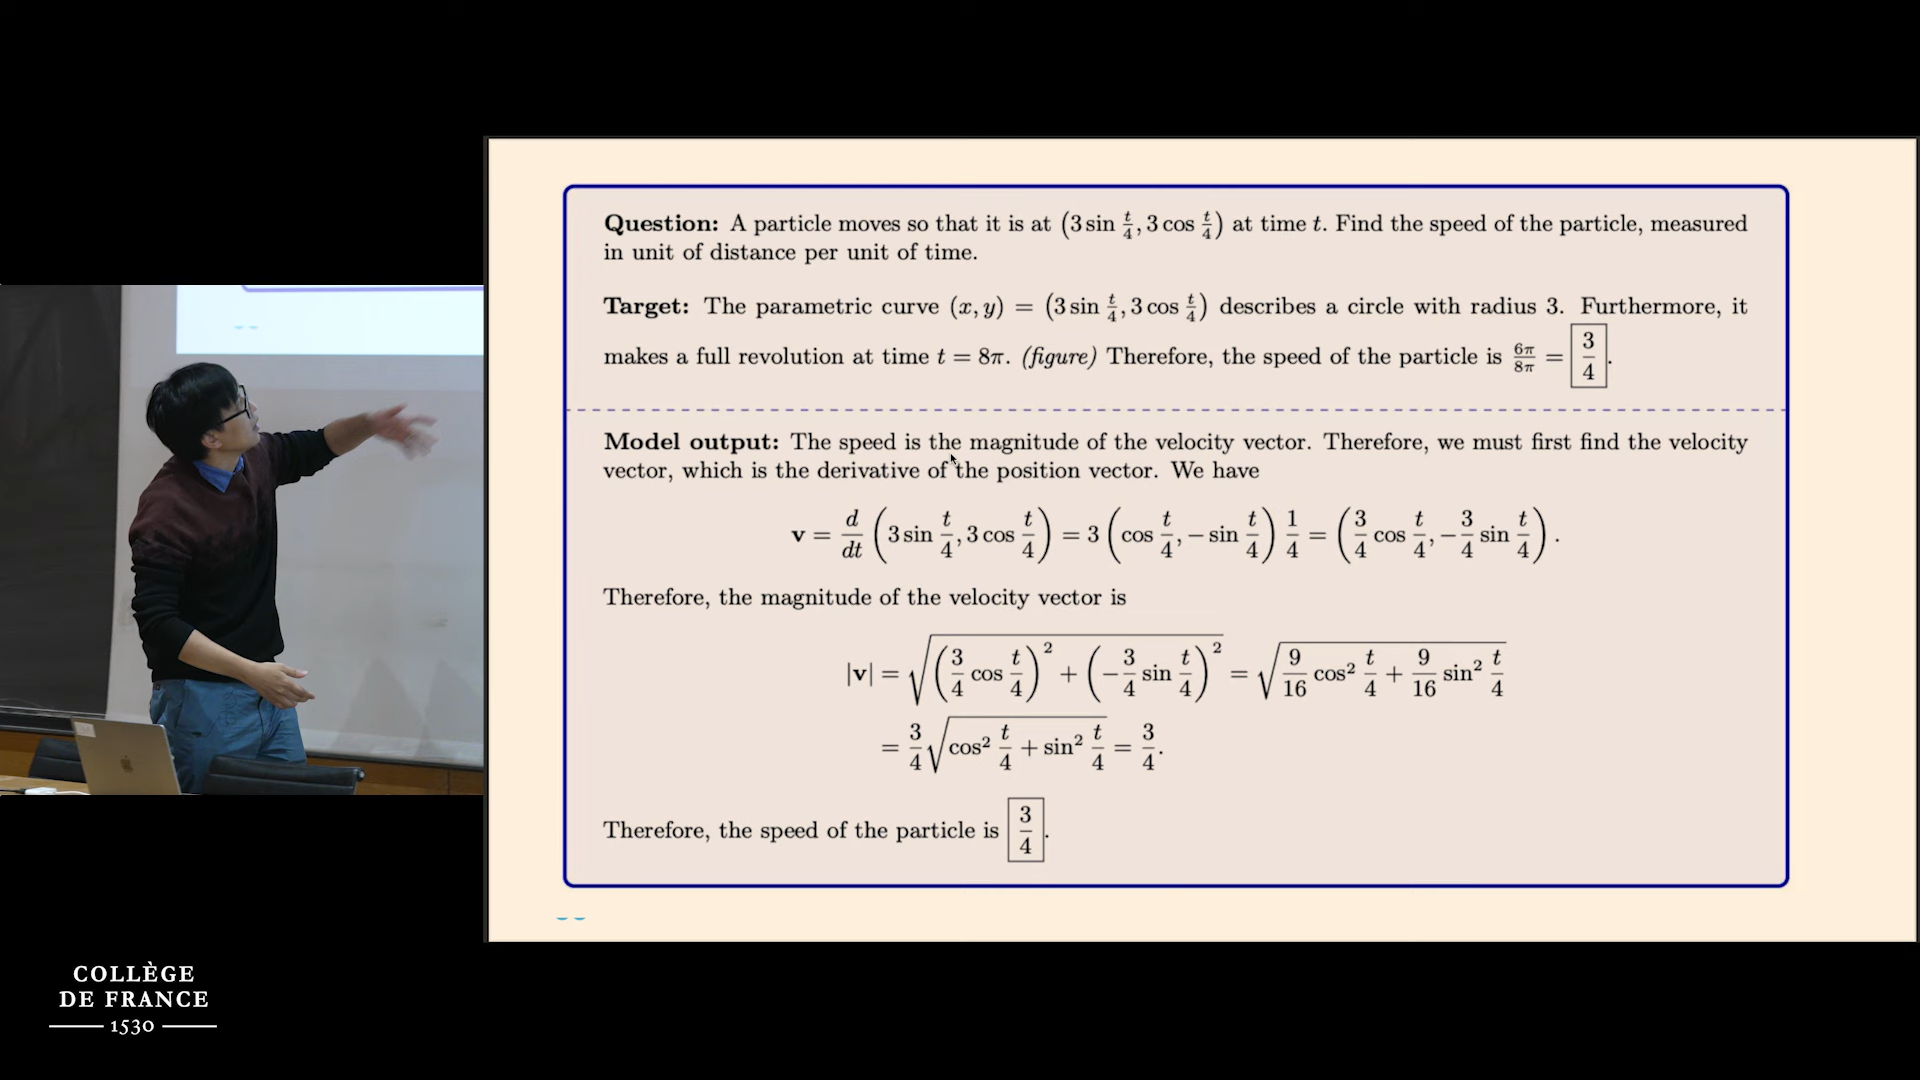 Question: A particle moves so that it is at (3 sin t/4, 3 cos t/4) at time t. Find the speed of the particle, measured
in unit of distance per unit of time.
Target: The parametric curve (x, y) = (3 sin t/4, 3 cos t/4) describes a circle with radius 3. Furthermore, it
makes a full revolution at time t = 8π. (figure) Therefore, the speed of the particle is 6π/8π = 3/4.
Model output: The speed is the magnitude of the velocity vector. Therefore, we must first find the velocity
vector, which is the derivative of the position vector. We have
v = d/dt (3 sin t/4, 3 cos t/4) = 3 (cos t/4, − sin t/4) 1/4 = (3/4 cos t/4, −3/4 sin t/4).
Therefore, the magnitude of the velocity vector is
|v| = √((3/4 cos t/4)² + (−3/4 sin t/4)²) = √(9/16 cos² t/4 + 9/16 sin² t/4)
= 3/4 √(cos² t/4 + sin² t/4) = 3/4.
Therefore, the speed of the particle is 3/4.
COLLÈGE
DE FRANCE
1530